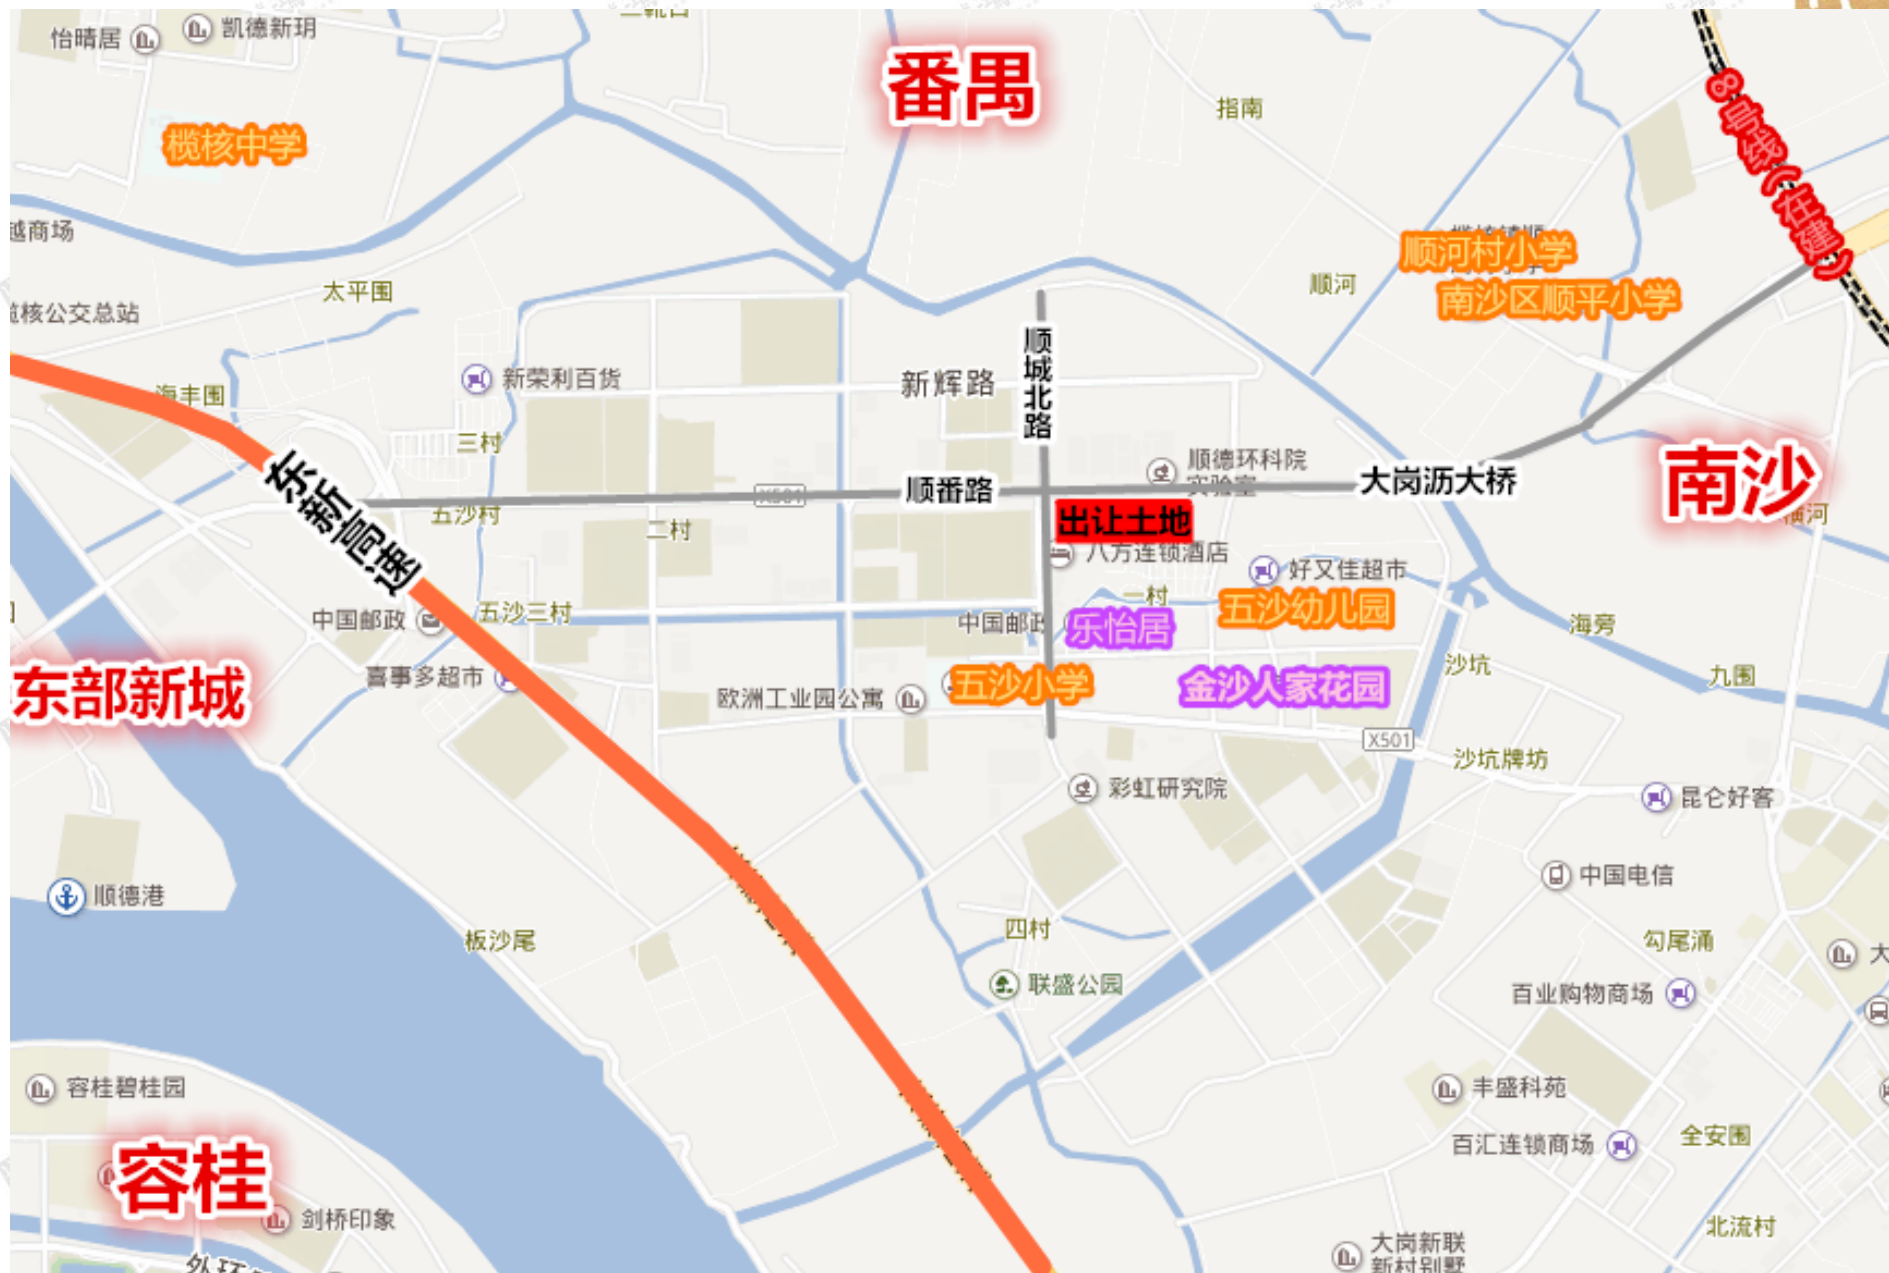 怡晴居
凯德新玥
番禺
指南
8号线(在建)
榄核中学
越商场
太平围
榄核公交总站
顺河村小学
顺河
南沙区顺平小学
海丰围
新荣利百货
新辉路
顺城北路
三村
顺德环科院
实验室
东新高速
X501
顺番路
大岗沥大桥
南沙
横河
五沙村
二村
出让土地
八方连锁酒店
好又佳超市
一村
中国邮政
五沙三村
中国邮政
乐怡居
五沙幼儿园
海旁
东部新城
喜事多超市
欧洲工业园公寓
五沙小学
金沙人家花园
沙坑
九围
X501
沙坑牌坊
彩虹研究院
昆仑好客
顺德港
中国电信
板沙尾
四村
勾尾涌
大
联盛公园
百业购物商场
容桂碧桂园
丰盛科苑
全安围
百汇连锁商场
容桂
剑桥印象
北流村
大岗新联
新村别墅
外环